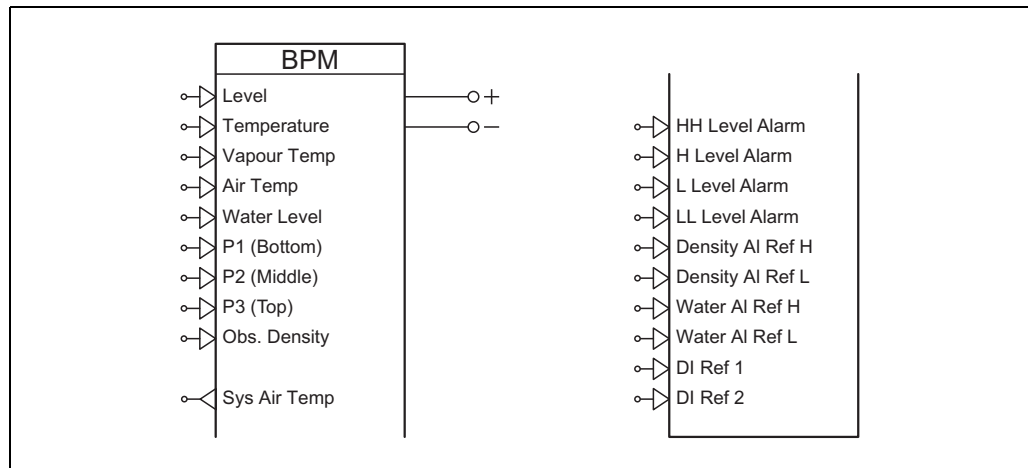 BPM
Level
Temperature
Vapour Temp
Air Temp
Water Level
P1 (Bottom)
P2 (Middle)
P3 (Top)
Obs. Density
Sys Air Temp
+
–
HH Level Alarm
H Level Alarm
L Level Alarm
LL Level Alarm
Density Al Ref H
Density Al Ref L
Water Al Ref H
Water Al Ref L
DI Ref 1
DI Ref 2